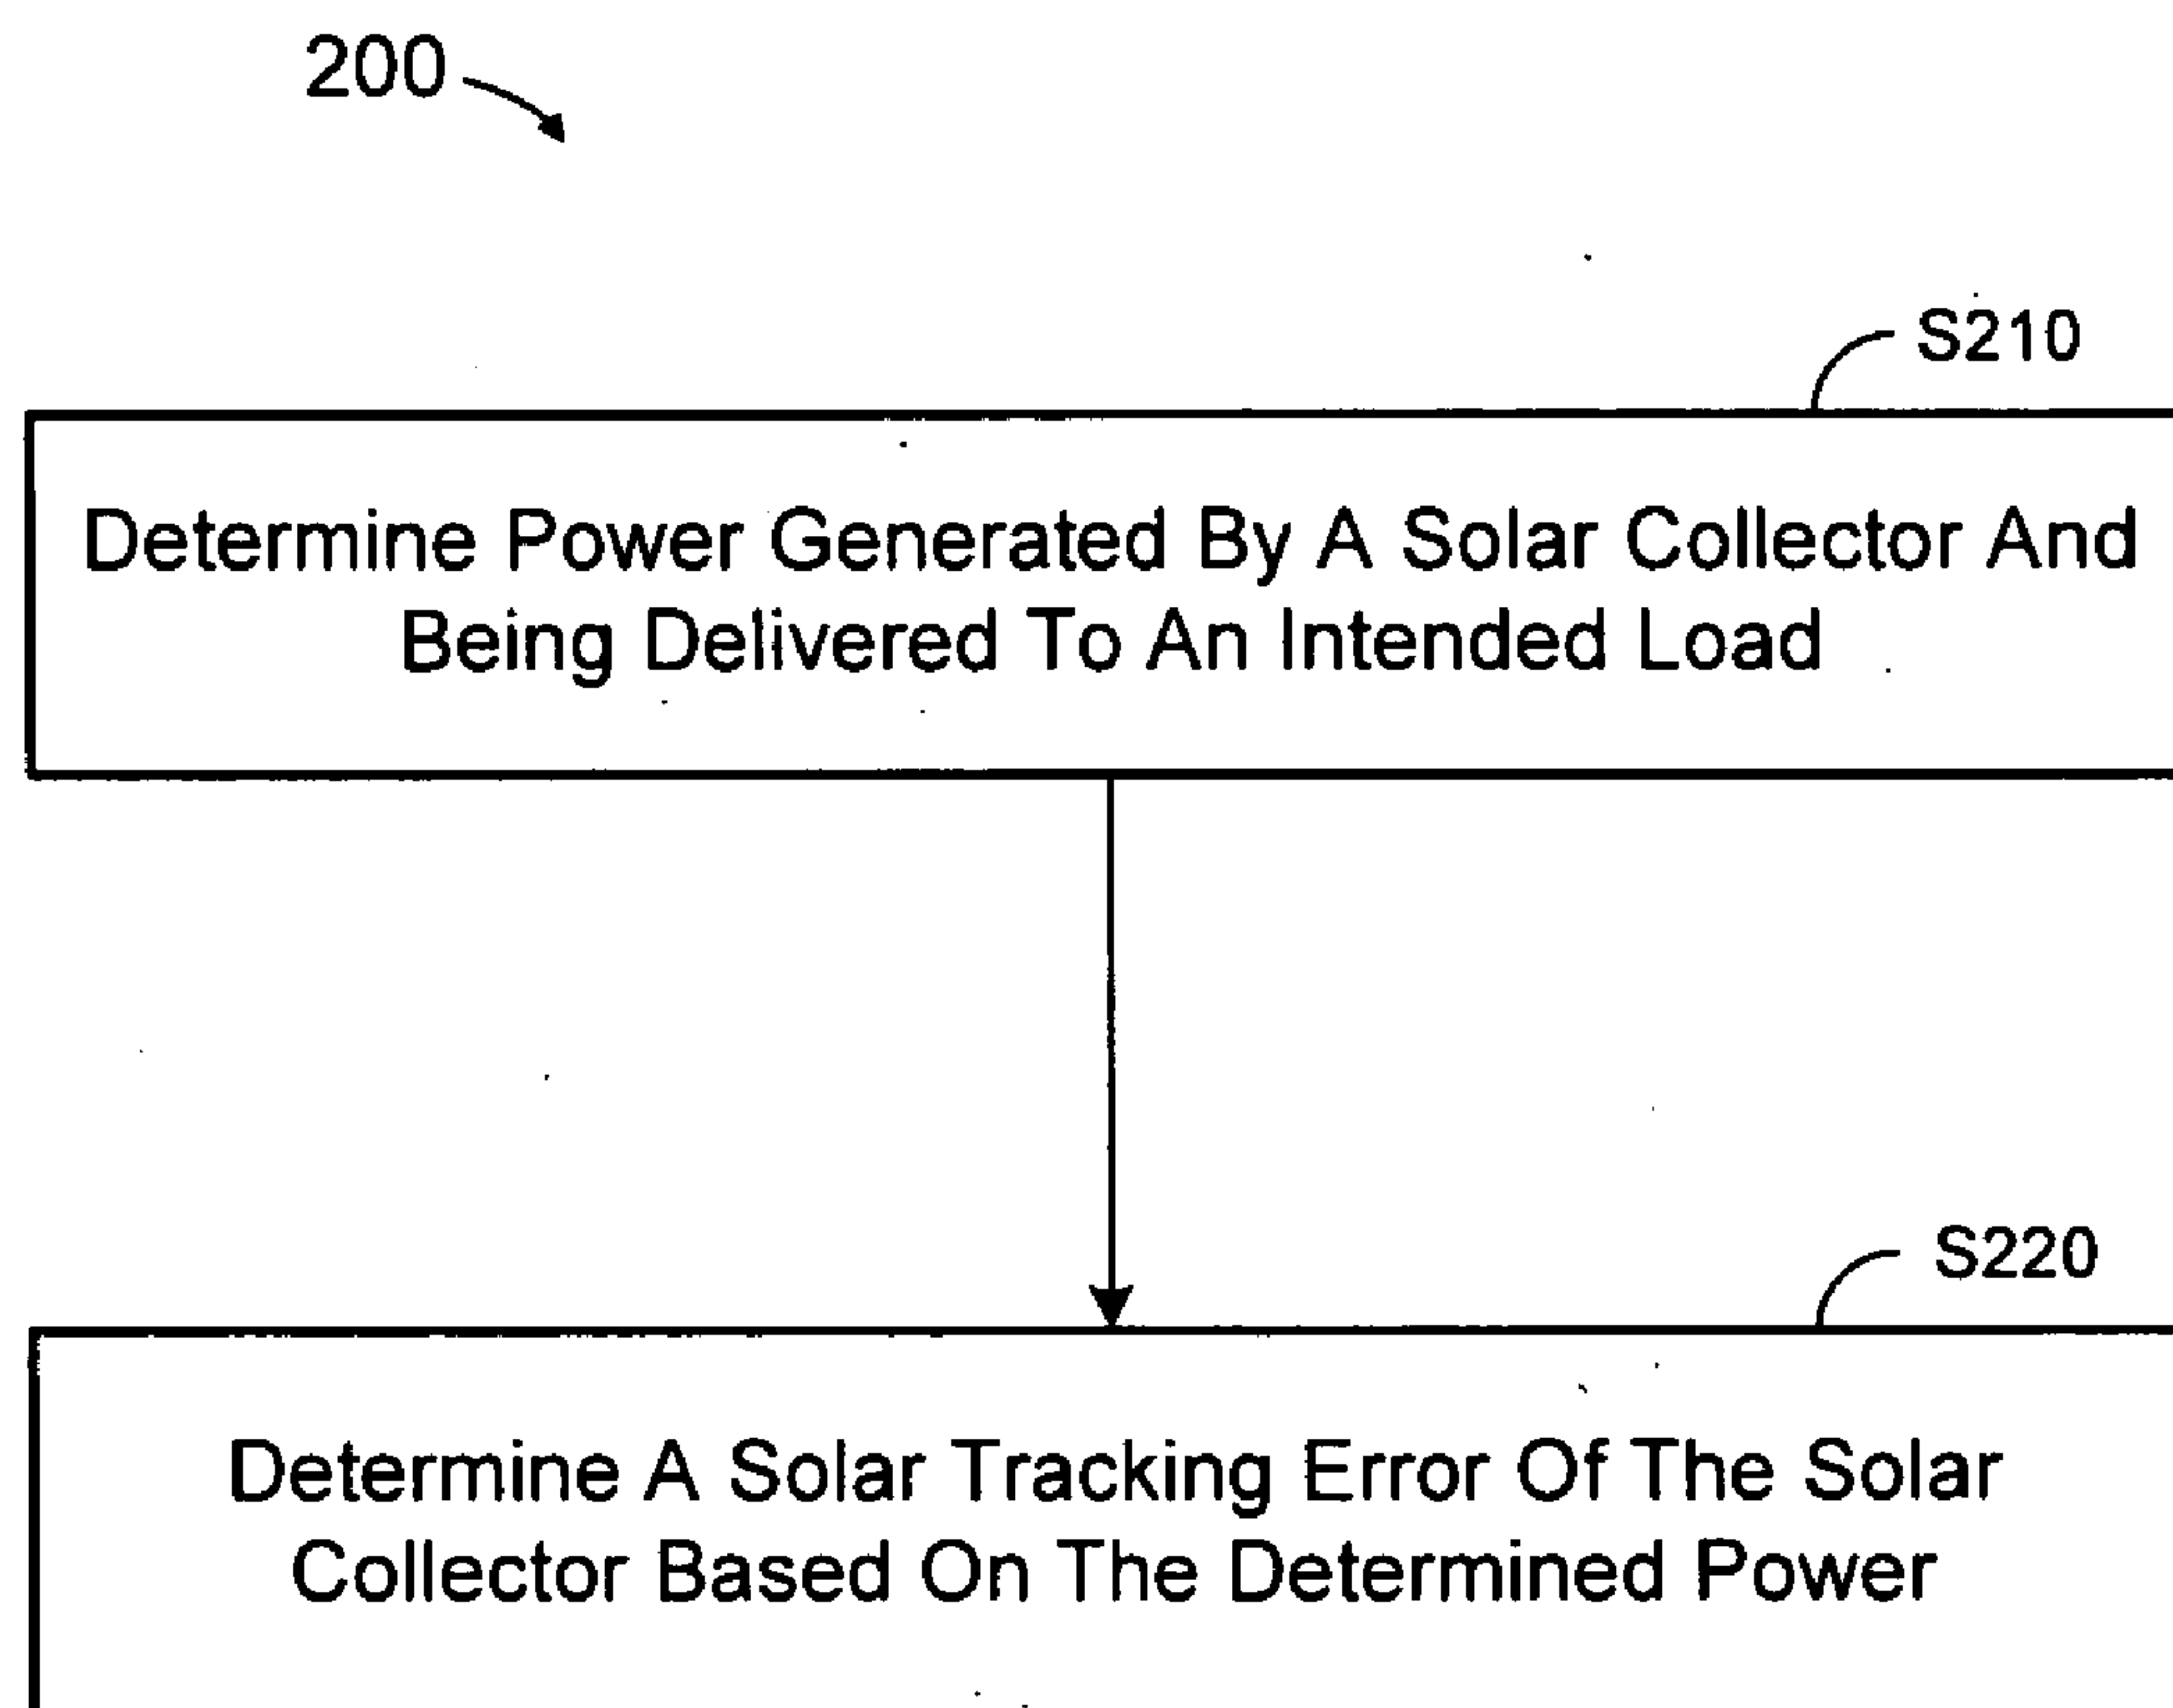 200
S210
Determine Power Generated By A Solar Collector And
Being Delivered To An Intended Load
S220
Determine A Solar Tracking Error Of The Solar
Collector Based On The Determined Power